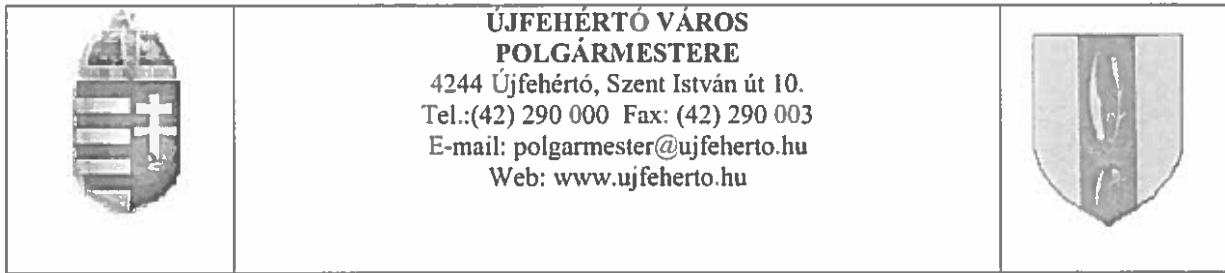 ÚJFEHÉRTÓ VÁROS
POLGÁRMESTERE
4244 Újfehértó, Szent István út 10.
Tel.:(42) 290 000 Fax: (42) 290 003
E-mail: polgarmester@ujfeherto.hu
Web: www.ujfeherto.hu